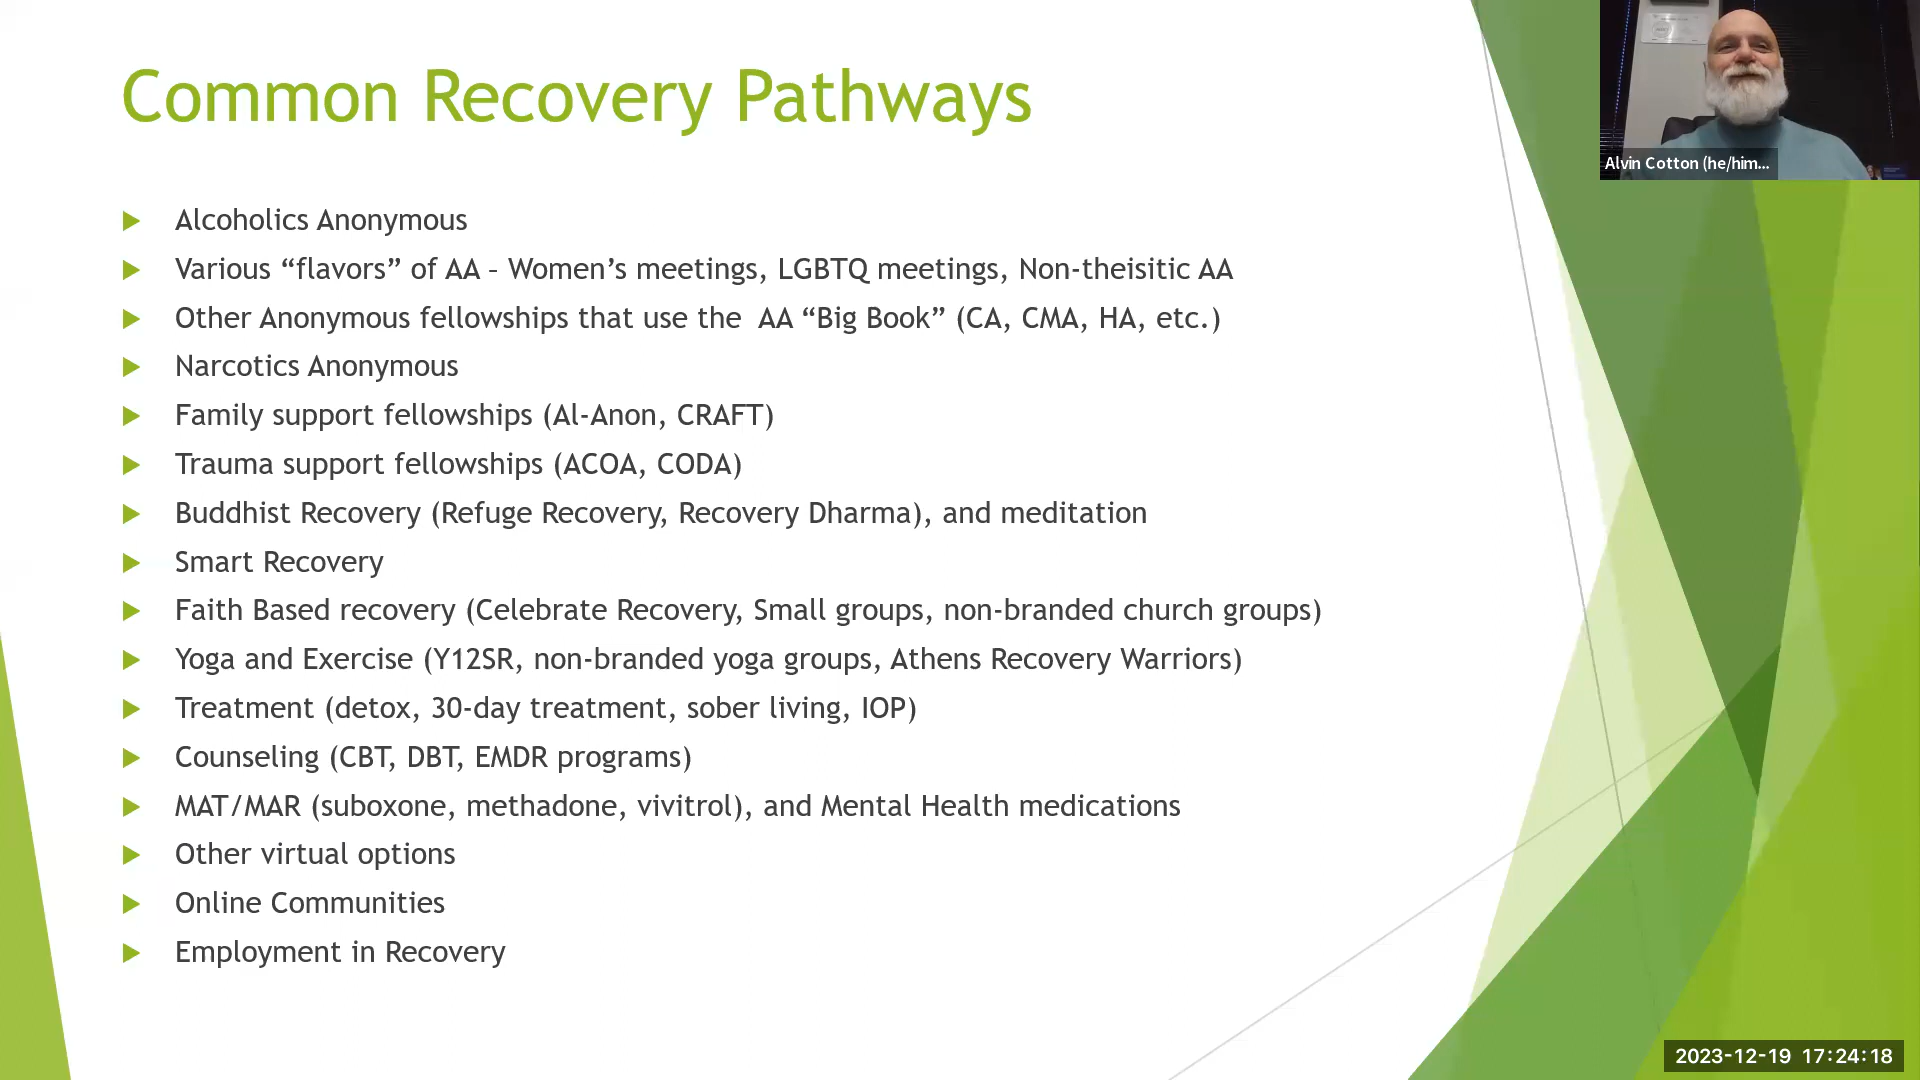 Common Recovery Pathways
Alcoholics Anonymous
Various “flavors” of AA – Women’s meetings, LGBTQ meetings, Non-theisitic AA
Other Anonymous fellowships that use the  AA “Big Book” (CA, CMA, HA, etc.)
Narcotics Anonymous
Family support fellowships (Al-Anon, CRAFT)
Trauma support fellowships (ACOA, CODA)
Buddhist Recovery (Refuge Recovery, Recovery Dharma), and meditation
Smart Recovery
Faith Based recovery (Celebrate Recovery, Small groups, non-branded church groups)
Yoga and Exercise (Y12SR, non-branded yoga groups, Athens Recovery Warriors)
Treatment (detox, 30-day treatment, sober living, IOP)
Counseling (CBT, DBT, EMDR programs)
MAT/MAR (suboxone, methadone, vivitrol), and Mental Health medications
Other virtual options
Online Communities
Employment in Recovery
Alvin Cotton (he/him...
2023-12-19 17:24:18